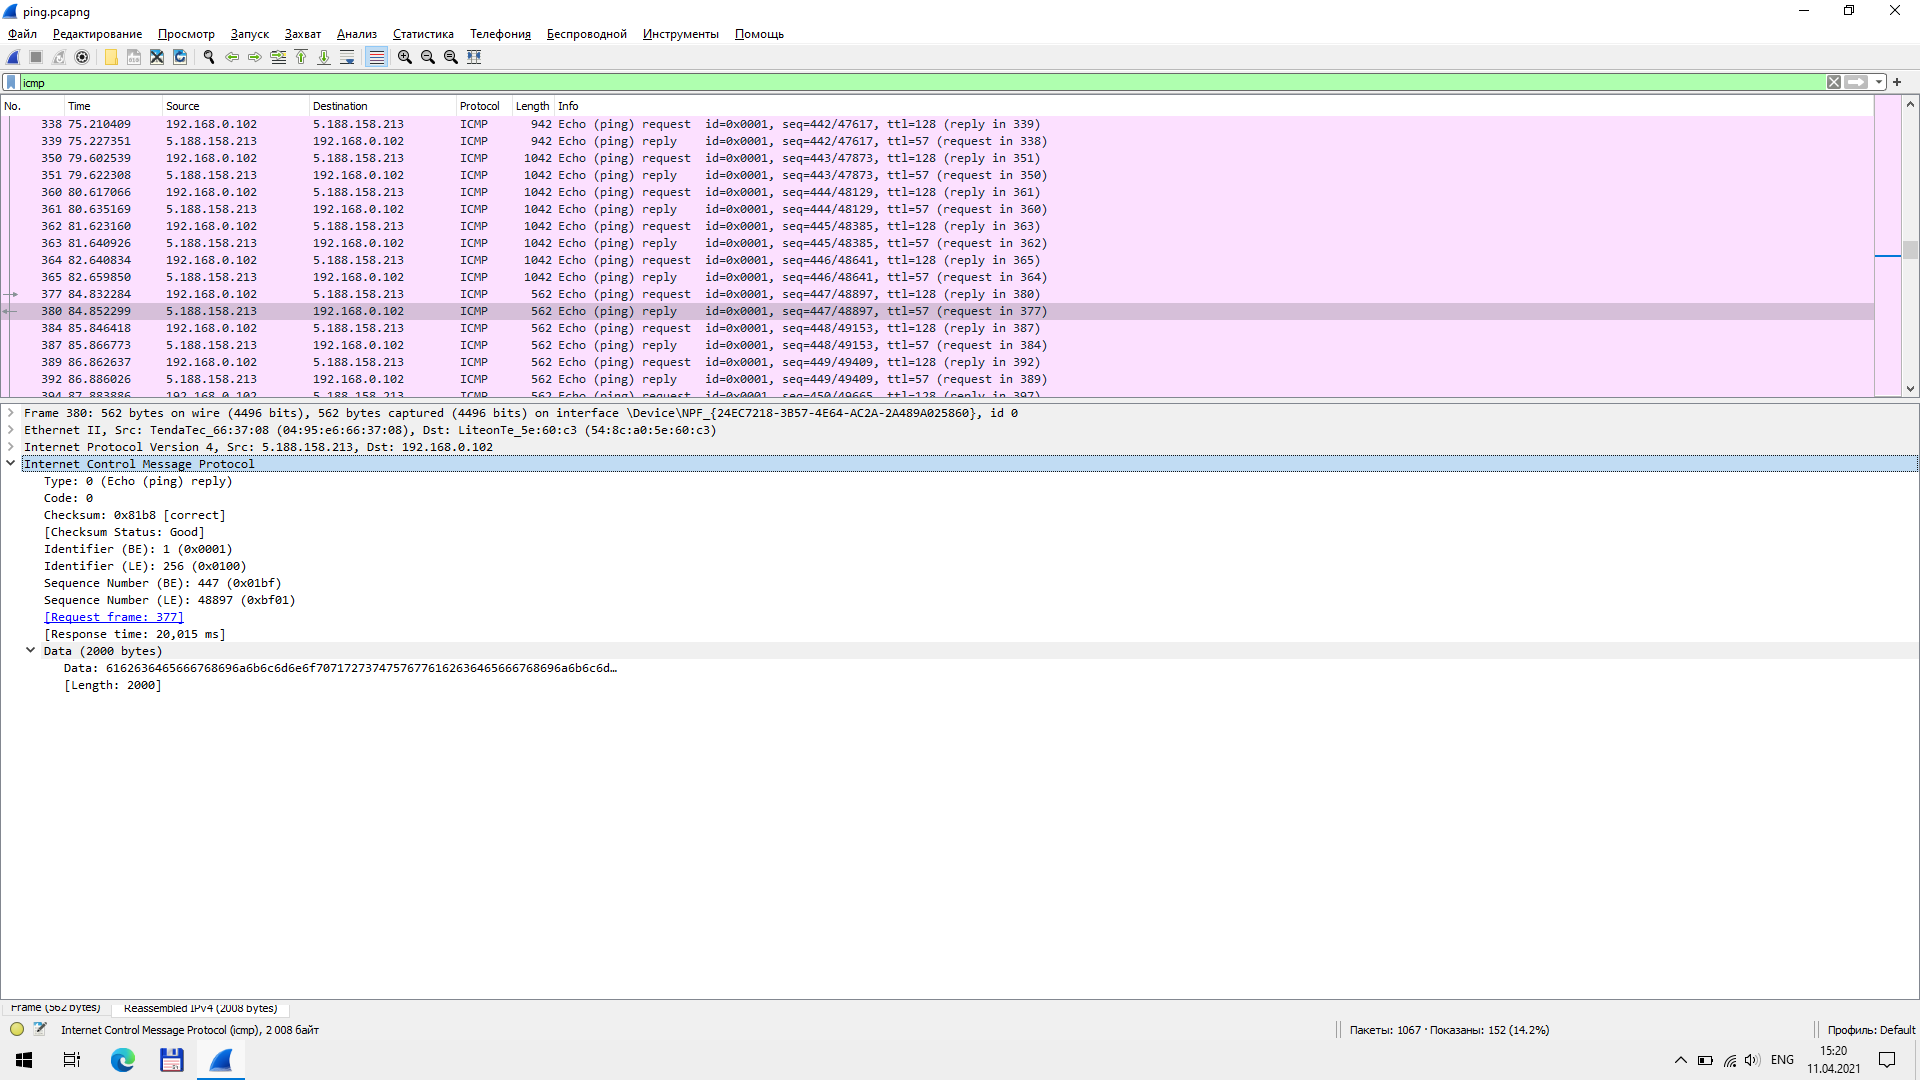 ping.pcapng
Файл Редактирование Просмотр Запуск Захват Анализ Статистика Телефония Беспроводной Инструменты Помощь
icmp
No. Time Source Destination Protocol Length Info
338 75.210409 192.168.0.102 5.188.158.213 ICMP 942 Echo (ping) request id=0x0001, seq=442/47617, ttl=128 (reply in 339)
339 75.227351 5.188.158.213 192.168.0.102 ICMP 942 Echo (ping) reply id=0x0001, seq=442/47617, ttl=57 (request in 338)
350 79.602539 192.168.0.102 5.188.158.213 ICMP 1042 Echo (ping) request id=0x0001, seq=443/47873, ttl=128 (reply in 351)
351 79.622308 5.188.158.213 192.168.0.102 ICMP 1042 Echo (ping) reply id=0x0001, seq=443/47873, ttl=57 (request in 350)
360 80.617066 192.168.0.102 5.188.158.213 ICMP 1042 Echo (ping) request id=0x0001, seq=444/48129, ttl=128 (reply in 361)
361 80.635169 5.188.158.213 192.168.0.102 ICMP 1042 Echo (ping) reply id=0x0001, seq=444/48129, ttl=57 (request in 360)
362 81.623160 192.168.0.102 5.188.158.213 ICMP 1042 Echo (ping) request id=0x0001, seq=445/48385, ttl=128 (reply in 363)
363 81.640926 5.188.158.213 192.168.0.102 ICMP 1042 Echo (ping) reply id=0x0001, seq=445/48385, ttl=57 (request in 362)
364 82.640834 192.168.0.102 5.188.158.213 ICMP 1042 Echo (ping) request id=0x0001, seq=446/48641, ttl=128 (reply in 365)
365 82.659850 5.188.158.213 192.168.0.102 ICMP 1042 Echo (ping) reply id=0x0001, seq=446/48641, ttl=57 (request in 364)
377 84.832284 192.168.0.102 5.188.158.213 ICMP 562 Echo (ping) request id=0x0001, seq=447/48897, ttl=128 (reply in 380)
380 84.852299 5.188.158.213 192.168.0.102 ICMP 562 Echo (ping) reply id=0x0001, seq=447/48897, ttl=57 (request in 377)
384 85.846418 192.168.0.102 5.188.158.213 ICMP 562 Echo (ping) request id=0x0001, seq=448/49153, ttl=128 (reply in 387)
387 85.866773 5.188.158.213 192.168.0.102 ICMP 562 Echo (ping) reply id=0x0001, seq=448/49153, ttl=57 (request in 384)
389 86.862637 192.168.0.102 5.188.158.213 ICMP 562 Echo (ping) request id=0x0001, seq=449/49409, ttl=128 (reply in 392)
392 86.886026 5.188.158.213 192.168.0.102 ICMP 562 Echo (ping) reply id=0x0001, seq=449/49409, ttl=57 (request in 389)
394 87.883886 192.168.0.102 5.188.158.213 ICMP 562 Echo (ping) request id=0x0001, seq=450/49665, ttl=128
Frame 380: 562 bytes on wire (4496 bits), 562 bytes captured (4496 bits) on interface \Device\NPF_{24EC7218-3B57-4E64-AC2A-2A489A025860}, id 0
Ethernet II, Src: TendaTec_66:37:08 (04:95:e6:66:37:08), Dst: LiteonTe_5e:60:c3 (54:8c:a0:5e:60:c3)
Internet Protocol Version 4, Src: 5.188.158.213, Dst: 192.168.0.102
Internet Control Message Protocol
Type: 0 (Echo (ping) reply)
Code: 0
Checksum: 0x81b8 [correct]
[Checksum Status: Good]
Identifier (BE): 1 (0x0001)
Identifier (LE): 256 (0x0100)
Sequence Number (BE): 447 (0x01bf)
Sequence Number (LE): 48897 (0xbf01)
[Request frame: 377]
[Response time: 20,015 ms]
Data (2000 bytes)
Data: 6162636465666768696a6b6c6d6e6f70717273747576776162636465666768696a6b6c6d…
[Length: 2000]
Frame (562 bytes) Reassembled IPv4 (2008 bytes)
Internet Control Message Protocol (icmp), 2 008 байт
Пакеты: 1067 · Показаны: 152 (14.2%)
Профиль: Default
ENG
15:20
11.04.2021